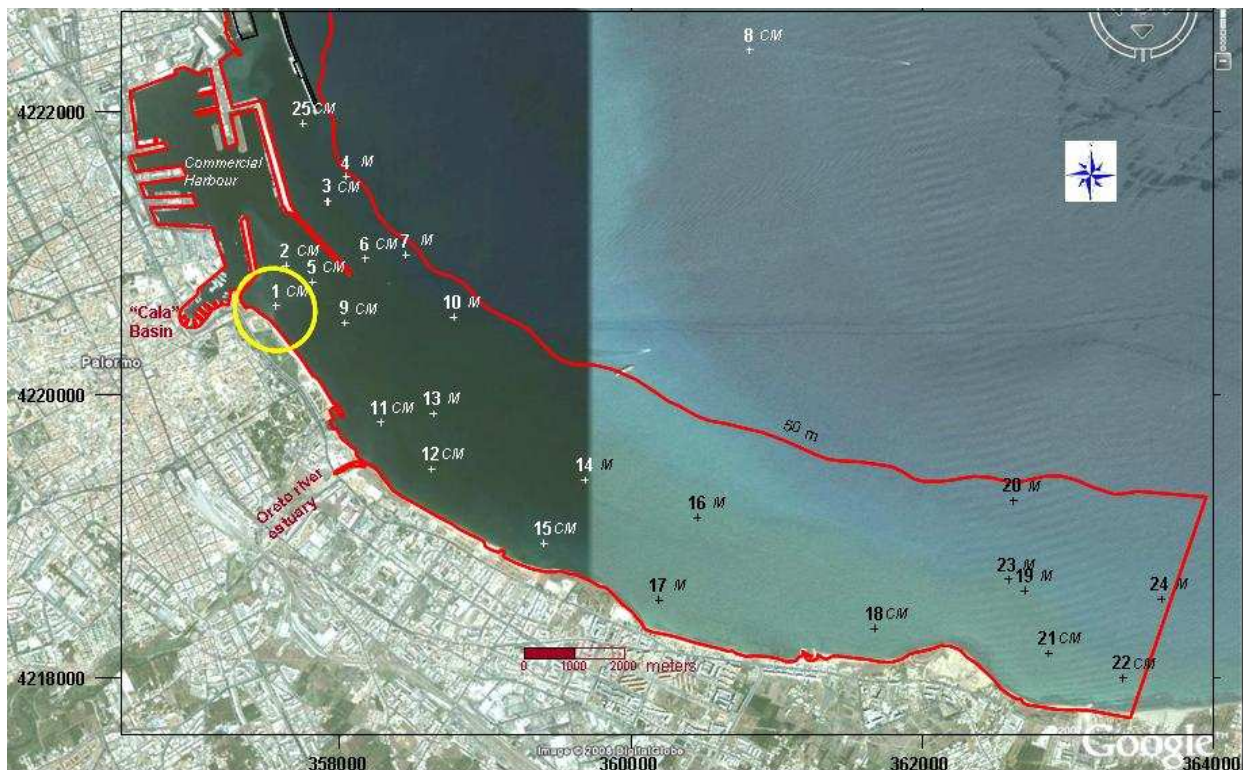 8 CM
4222000
25 CM
Commercial
Harbour
4 M
3 CM
6 CM
7 M
2 CM
5 CM
1 CM
"Cala"
Basin
9 CM
10 M
Palermo
4220000
13 M
11 CM
50 m
12 CM
14 M
Oreto river
estuary
20 M
16 M
15 CM
23 M
19 M
17 M
24 M
18 CM
21 CM
0 1000 2000 meters
22 CM
4218000
Image © 2008 DigitalGlobe
Google™
358000
360000
362000
364000